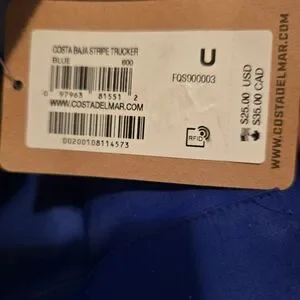 COSTA BAJA STRIPE TRUCKER
BLUE 600
U
FQS000003
0 97963 81551 2
WWW.COSTADELMAR.COM
RFID
00200108114573
$25.00 USD
$35.00 CAD
WWW.COSTADELMAR.COM